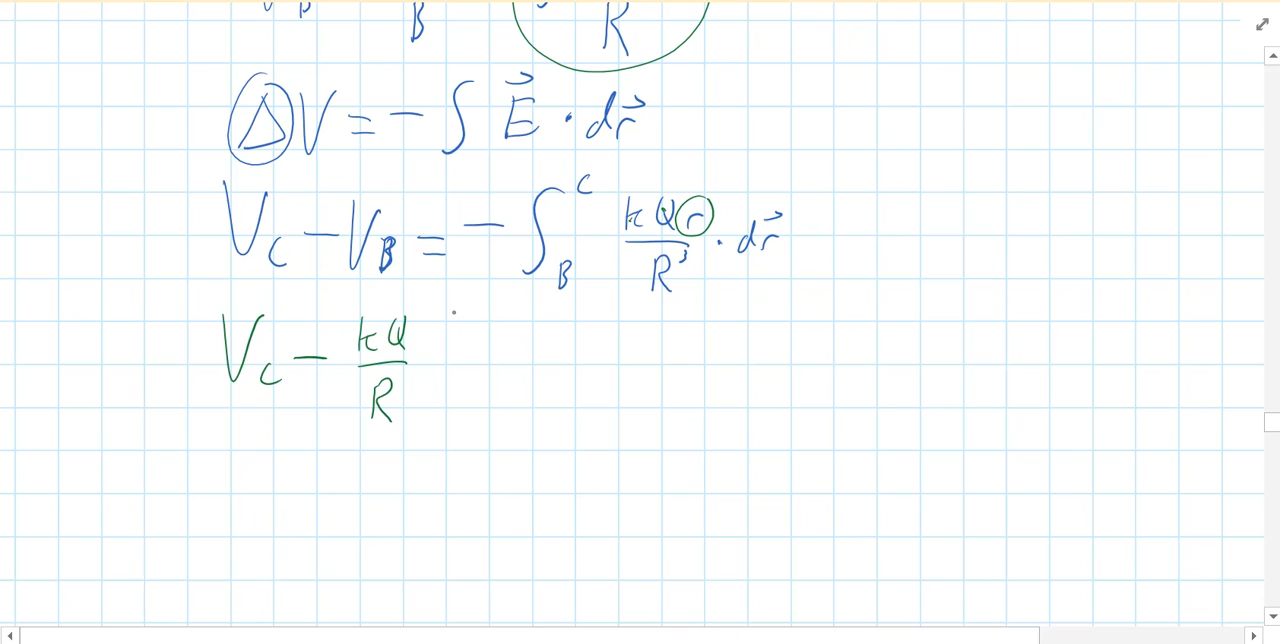 B R
ΔV = - ∫ E⃗ · dr⃗
V_C - V_B = - ∫_B^C kQr/R³ · dr⃗
V_C - kQ/R